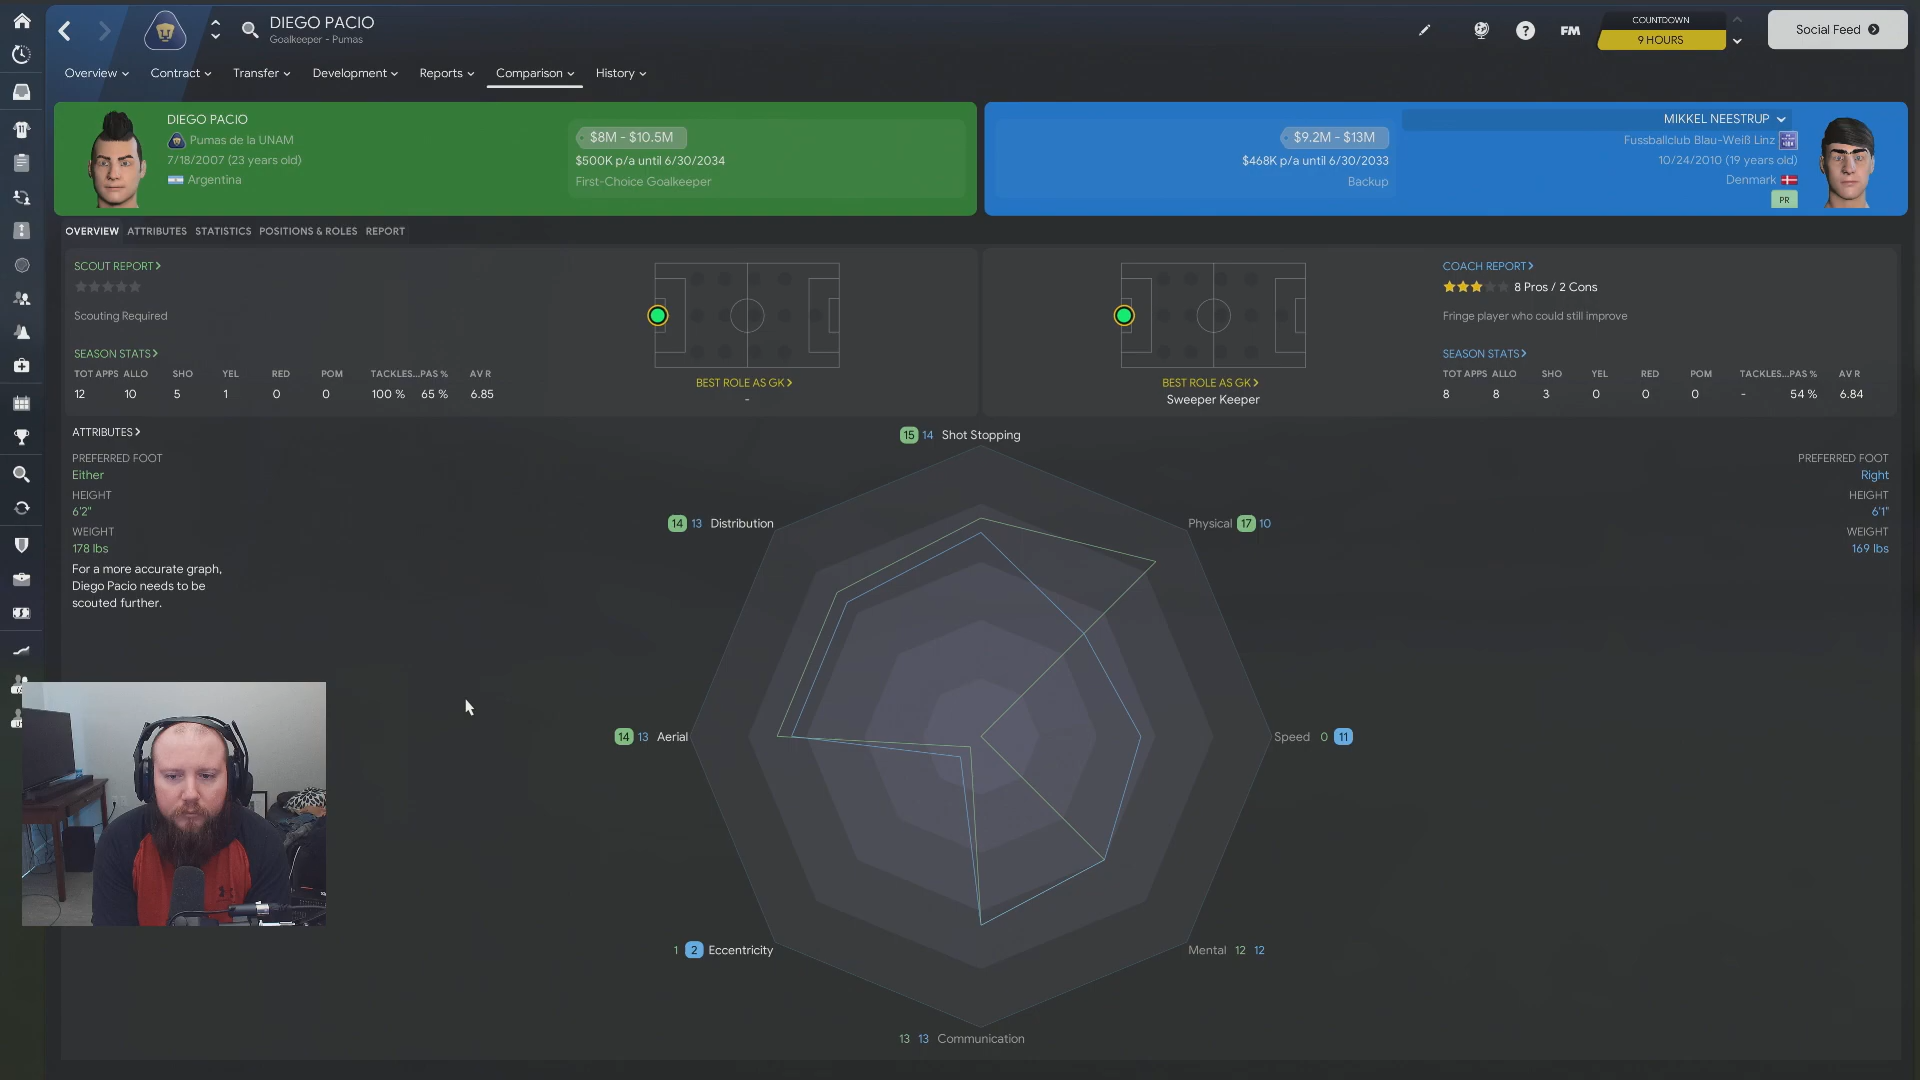 DIEGO PACIO
Goalkeeper - Pumas
FM
COUNTDOWN
9 HOURS
Social Feed
Overview Contract Transfer Development Reports Comparison History
DIEGO PACIO
Pumas de la UNAM
7/18/2007 (23 years old)
Argentina
$8M - $10.5M
$500K p/a until 6/30/2034
First-Choice Goalkeeper
$9.2M - $13M
$468K p/a until 6/30/2033
Backup
MIKKEL NEESTRUP
Fussballclub Blau-Weiß Linz
10/24/2010 (19 years old)
Denmark
PR
OVERVIEW ATTRIBUTES STATISTICS POSITIONS & ROLES REPORT
SCOUT REPORT
Scouting Required
SEASON STATS
TOT APPS ALLO SHO YEL RED POM TACKLES... PAS % AV R
12 10 5 1 0 0 100 % 65 % 6.85
BEST ROLE AS GK
-
BEST ROLE AS GK
Sweeper Keeper
COACH REPORT
8 Pros / 2 Cons
Fringe player who could still improve
SEASON STATS
TOT APPS ALLO SHO YEL RED POM TACKLES... PAS % AV R
8 8 3 0 0 0 - 54 % 6.84
ATTRIBUTES
PREFERRED FOOT
Either
HEIGHT
6'2"
WEIGHT
178 lbs
For a more accurate graph,
Diego Pacio needs to be
scouted further.
15 14 Shot Stopping
14 13 Distribution
Physical 17 10
14 13 Aerial
Speed 0 11
1 2 Eccentricity
Mental 12 12
13 13 Communication
PREFERRED FOOT
Right
HEIGHT
6'1"
WEIGHT
169 lbs